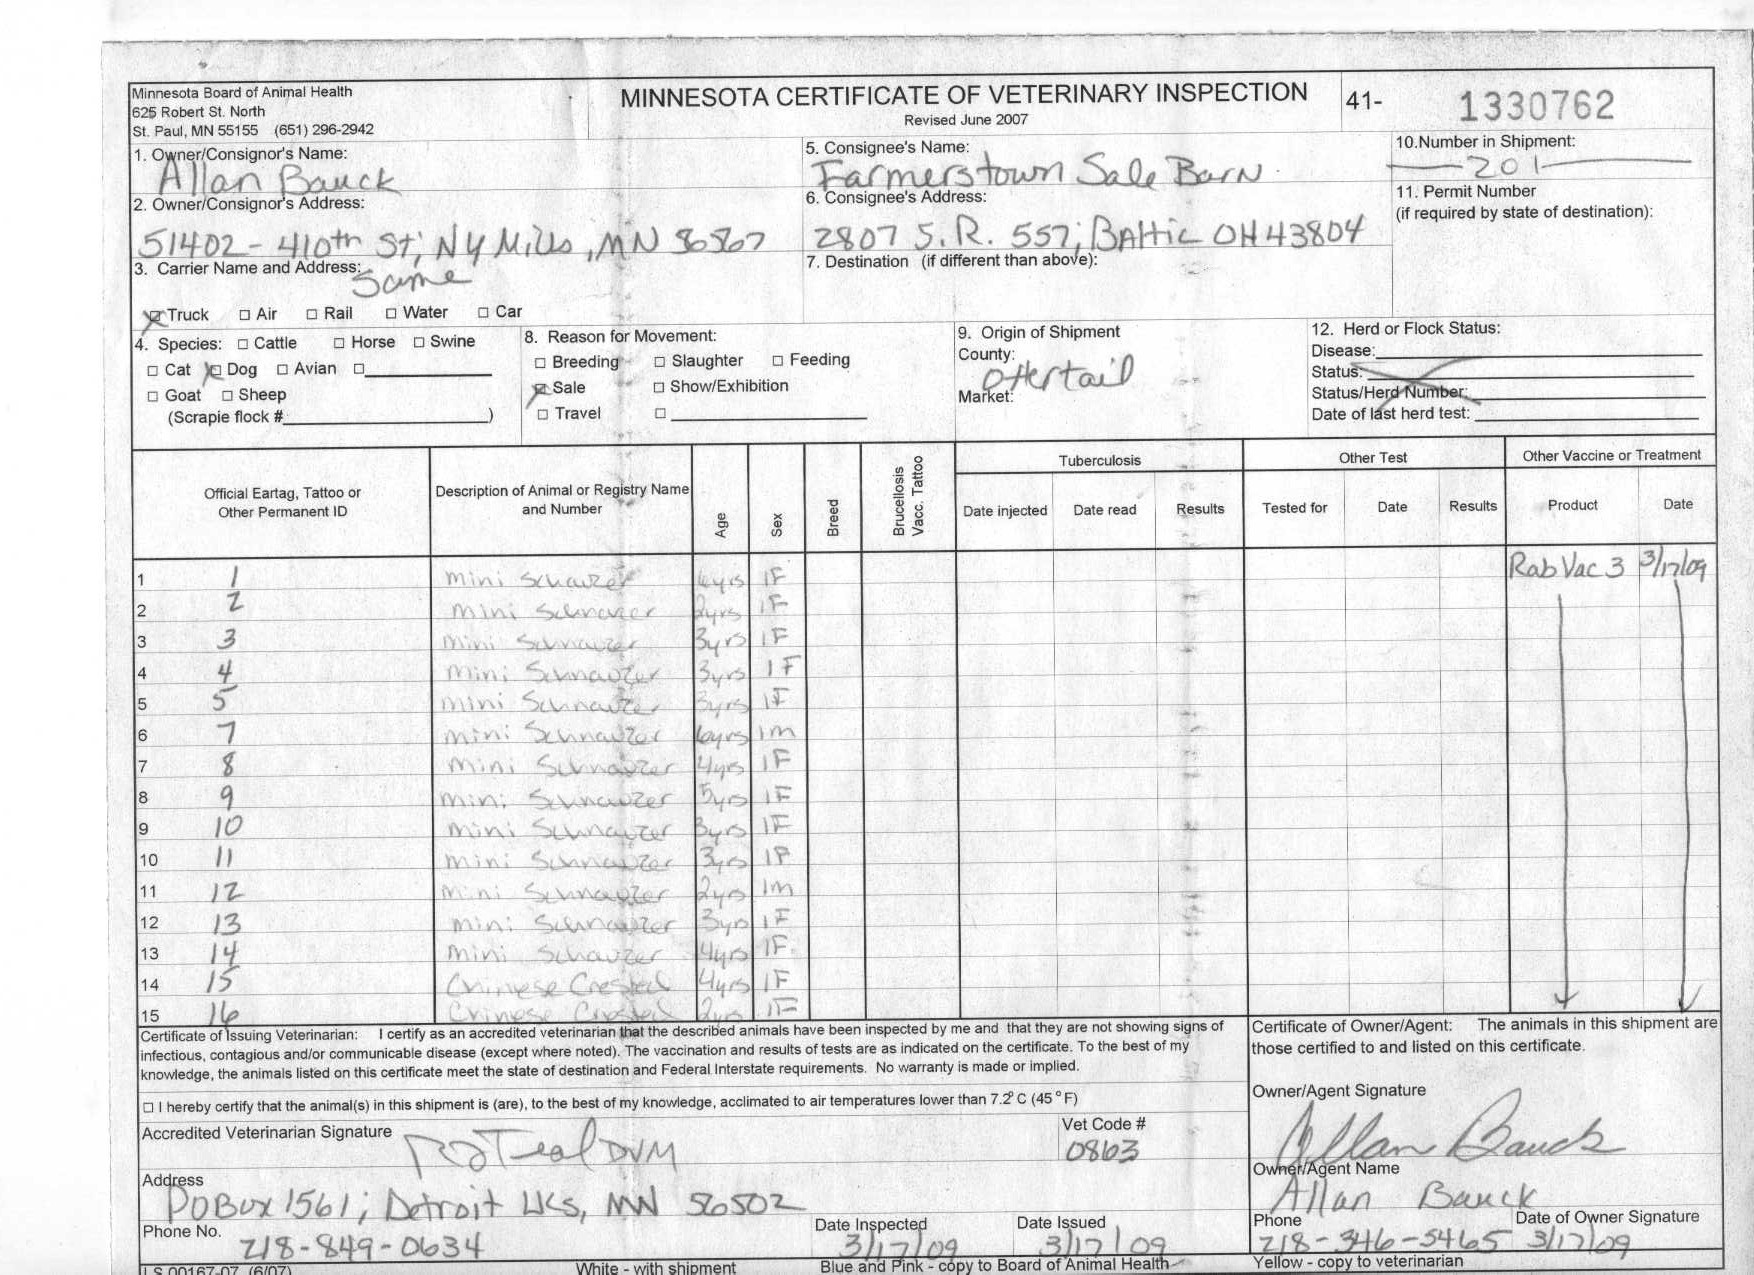 Minnesota Board of Animal Health
625 Robert St. North
St. Paul, MN 55155 (651) 296-2942
MINNESOTA CERTIFICATE OF VETERINARY INSPECTION
Revised June 2007
41- 1330762
1. Owner/Consignor's Name:
Allan Bauck
2. Owner/Consignor's Address:
51402 - 410th St; NY Mills, MN 56567
3. Carrier Name and Address:
Same
Truck Air Rail Water Car
5. Consignee's Name:
Farmerstown Sale Barn
6. Consignee's Address:
2807 S.R. 557; Baltic OH 43804
7. Destination (if different than above):
10.Number in Shipment:
201
11. Permit Number
(if required by state of destination):
4. Species: Cattle Horse Swine
Cat Dog Avian
Goat Sheep
(Scrapie flock # )
8. Reason for Movement:
Breeding Slaughter Feeding
Sale Show/Exhibition
Travel
9. Origin of Shipment
County:
Ottertail
Market:
12. Herd or Flock Status:
Disease:
Status:
Status/Herd Number:
Date of last herd test:
Official Eartag, Tattoo or
Other Permanent ID
Description of Animal or Registry Name
and Number
Age
Sex
Breed
Brucellosis
Vacc. Tattoo
Tuberculosis
Date injected Date read Results
Other Test
Tested for Date Results
Other Vaccine or Treatment
Product Date
1 1 mini Schauzer 6yrs 1F RabVac 3 3/17/09
2 2 mini Schnauzer 2yrs 1F
3 3 mini Schnauzer 3yrs 1F
4 4 mini Schnauzer 3yrs 1F
5 5 mini Schnauzer 3yrs 1F
6 7 mini Schnauzer 6yrs 1m
7 8 mini Schnauzer 4yrs 1F
8 9 mini Schnauzer 5yrs 1F
9 10 mini Schnauzer 3yrs 1F
10 11 mini Schnauzer 3yrs 1F
11 12 mini Schnauzer 2yrs 1m
12 13 mini Schnauzer 3yrs 1F
13 14 mini Schauzer 4yrs 1F
14 15 Chinese Crested 4yrs 1F
15 16 Chinese Crested 2yrs 1F
Certificate of Issuing Veterinarian: I certify as an accredited veterinarian that the described animals have been inspected by me and that they are not showing signs of
infectious, contagious and/or communicable disease (except where noted). The vaccination and results of tests are as indicated on the certificate. To the best of my
knowledge, the animals listed on this certificate meet the state of destination and Federal Interstate requirements. No warranty is made or implied.
I hereby certify that the animal(s) in this shipment is (are), to the best of my knowledge, acclimated to air temperatures lower than 7.2° C (45° F)
Accredited Veterinarian Signature
Teal DVM
Vet Code #
0863
Address
PO Box 1561; Detroit Lks, MN 56502
Phone No.
218-849-0634
Date Inspected
3/17/09
Date Issued
3/17/09
Certificate of Owner/Agent: The animals in this shipment are
those certified to and listed on this certificate.
Owner/Agent Signature
Allan Bauck
Owner/Agent Name
Allan Bauck
Phone
218-346-5465
Date of Owner Signature
3/17/09
LS 00167-07 (6/07)
White - with shipment
Blue and Pink - copy to Board of Animal Health
Yellow - copy to veterinarian